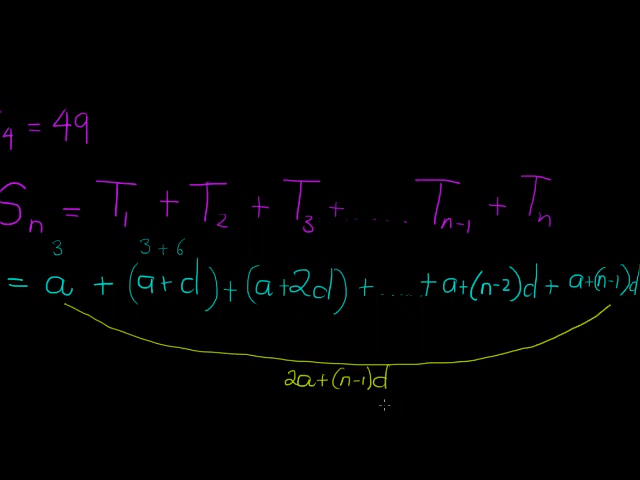 4 = 49
Sn = T1 + T2 + T3 + ...... Tn-1 + Tn
3 3 + 6
= a + (a+d) + (a+2d) + ...... + a+(n-2)d + a+(n-1)d
2a+(n-1)d